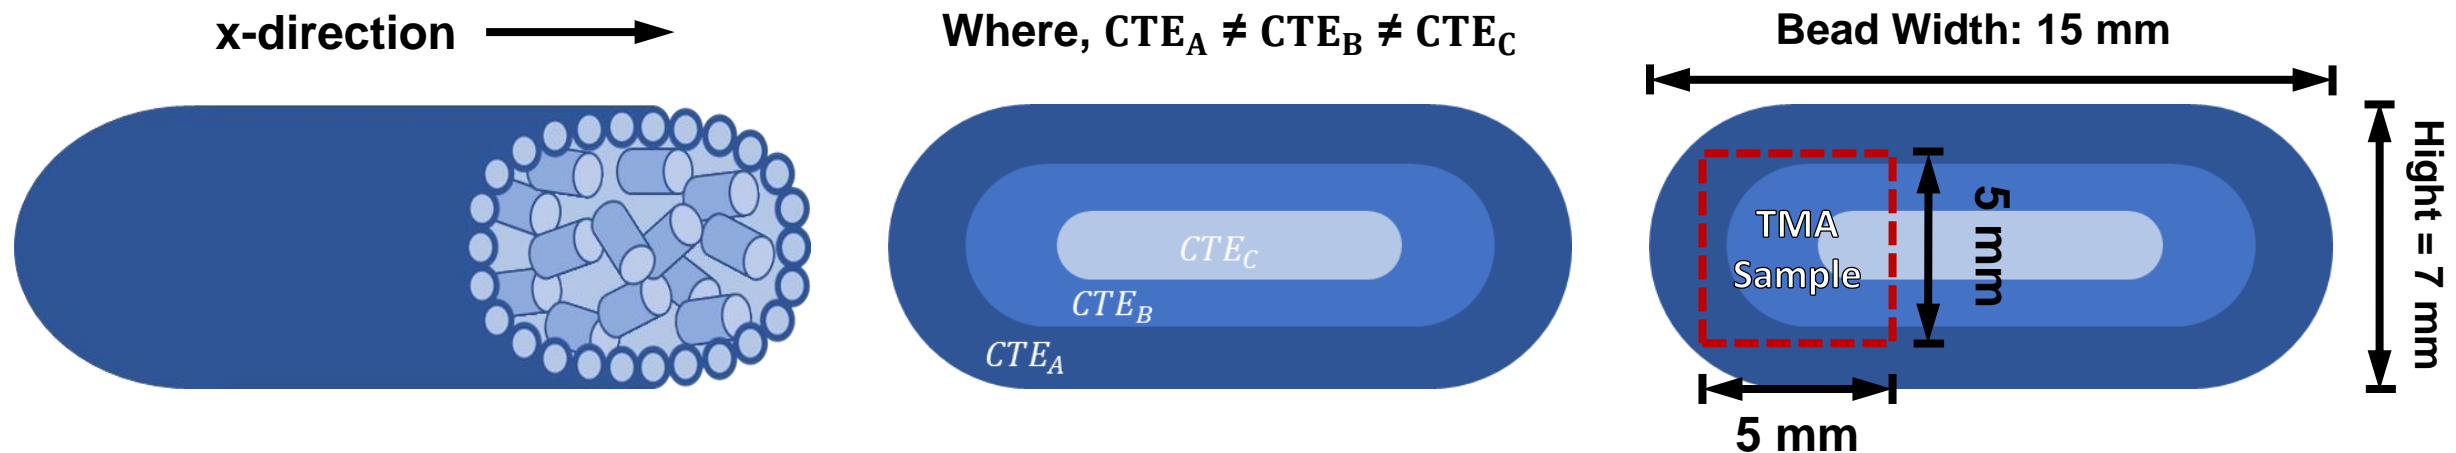 x-direction
Where, CTE_A ≠ CTE_B ≠ CTE_C
CTE_C
CTE_B
CTE_A
Bead Width: 15 mm
TMA
Sample
5 mm
5 mm
Hight = 7 mm